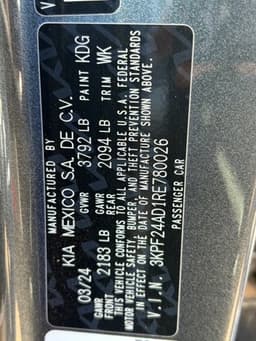 MANUFACTURED BY
KIA MEXICO S.A. DE C.V.
03/24 GVWR 3792 LB PAINT KDG
GAWR FRONT 2183 LB GAWR REAR 2094 LB TRIM WK
THIS VEHICLE CONFORMS TO ALL APPLICABLE U.S.A. FEDERAL
MOTOR VEHICLE SAFETY, BUMPER, AND THEFT PREVENTION STANDARDS
IN EFFECT ON THE DATE OF MANUFACTURE SHOWN ABOVE.
V.I.N. 3KPF24AD1RE780026
PASSENGER CAR
V